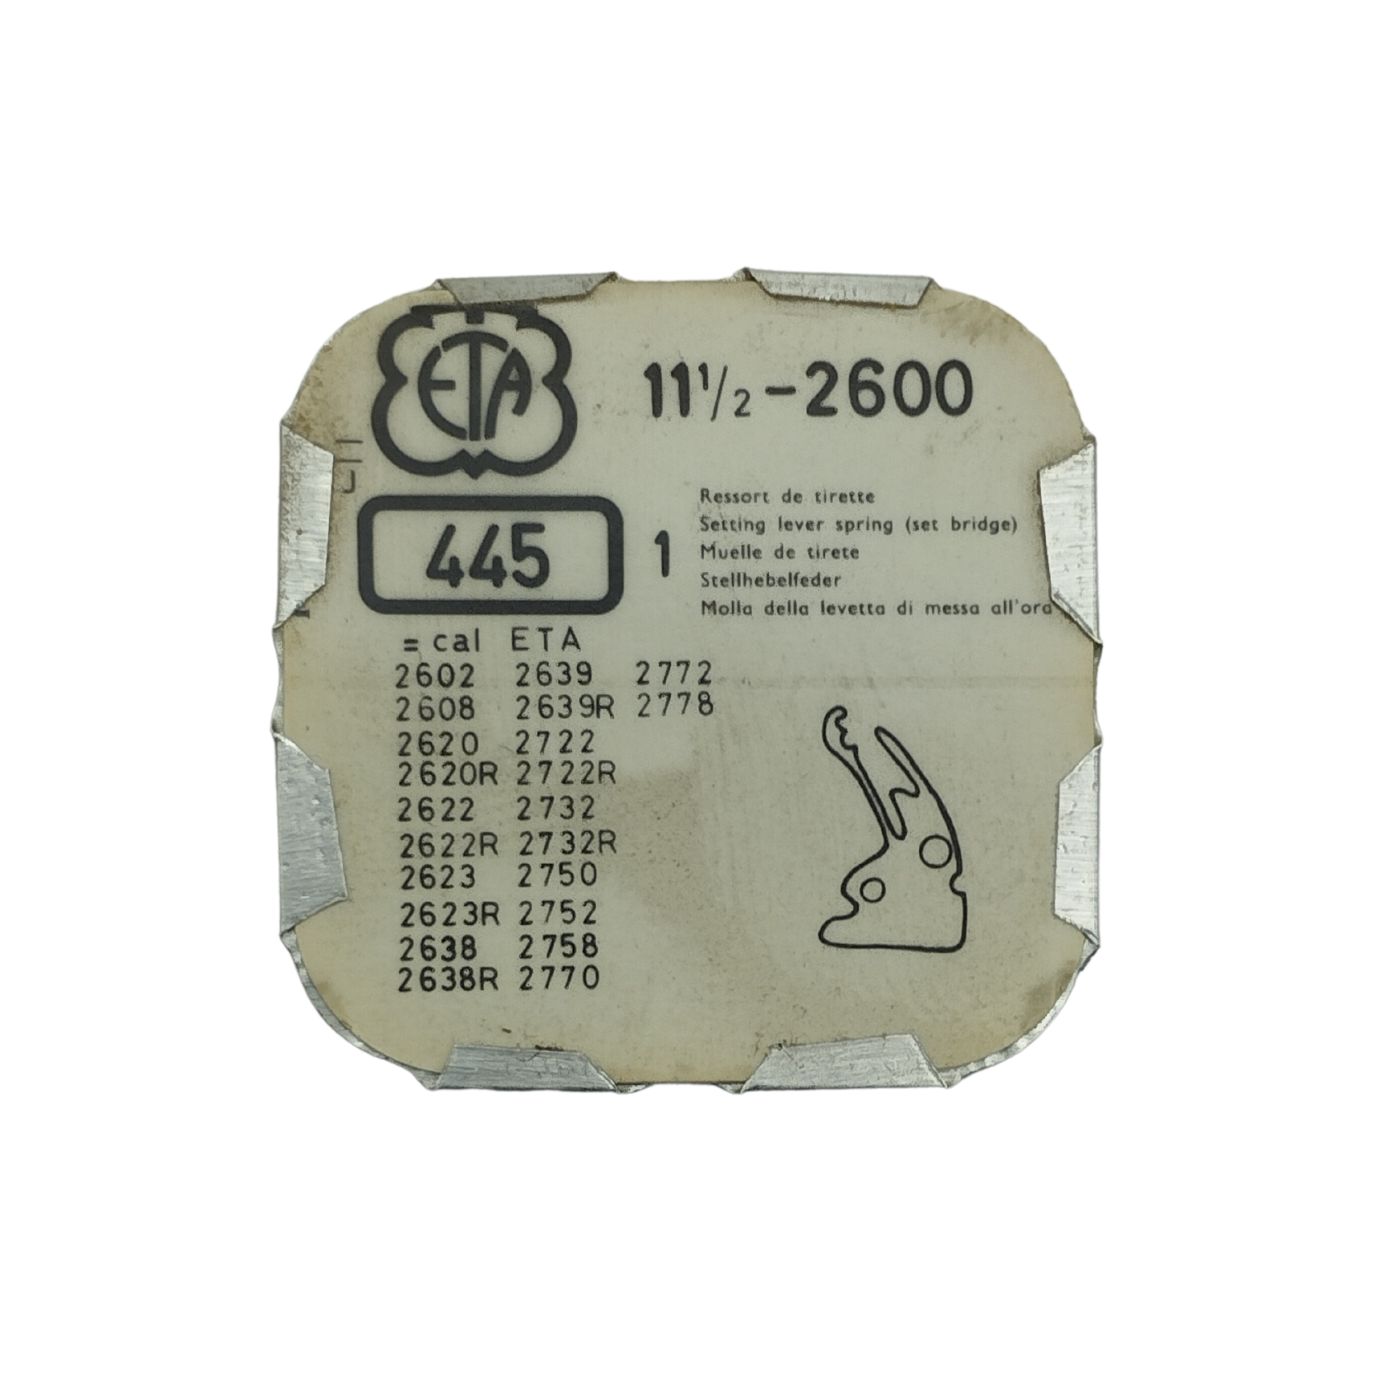 ETA
11 1/2 - 2600
445 1
Ressort de tirette
Setting lever spring (set bridge)
Muelle de tirete
Stellhebelfeder
Molla della levetta di messa all'ora
= cal ETA
2602 2639 2772
2608 2639R 2778
2620 2722
2620R 2722R
2622 2732
2622R 2732R
2623 2750
2623R 2752
2638 2758
2638R 2770